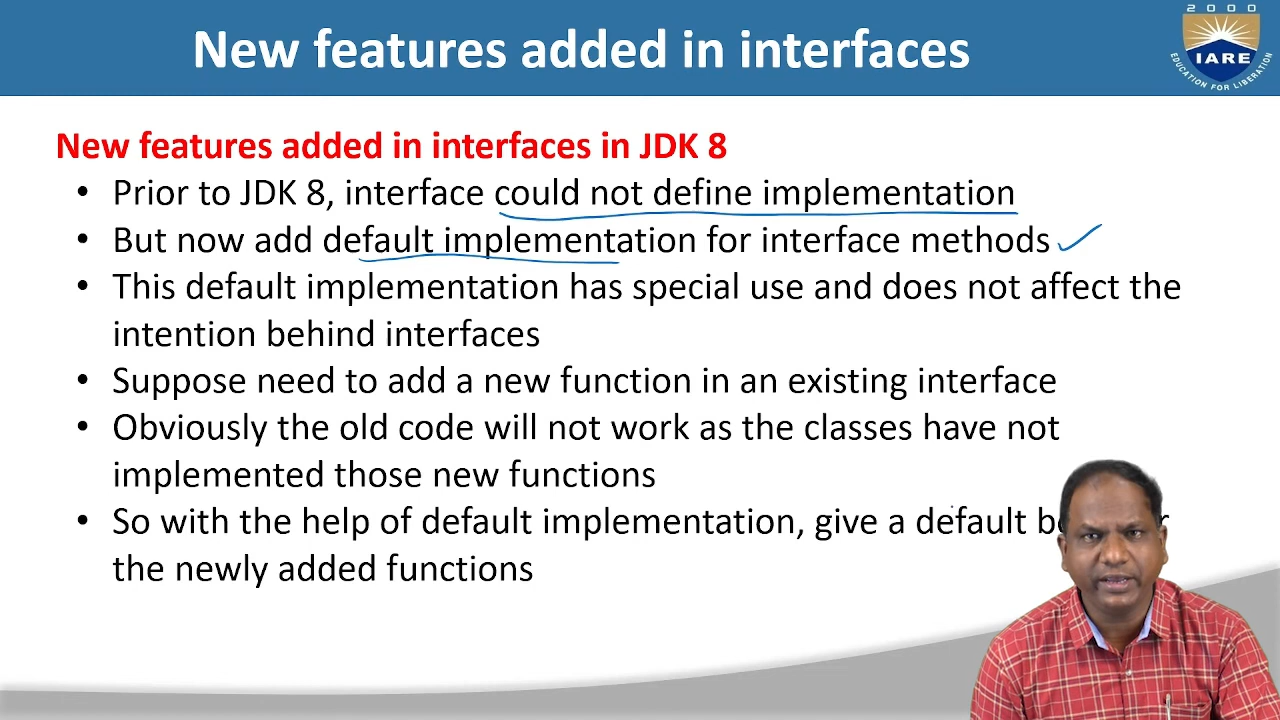 New features added in interfaces
2000
IARE
EDUCATION FOR LIBERATION
New features added in interfaces in JDK 8
• Prior to JDK 8, interface could not define implementation
• But now add default implementation for interface methods
• This default implementation has special use and does not affect the
intention behind interfaces
• Suppose need to add a new function in an existing interface
• Obviously the old code will not work as the classes have not
implemented those new functions
• So with the help of default implementation, give a default
the newly added functions